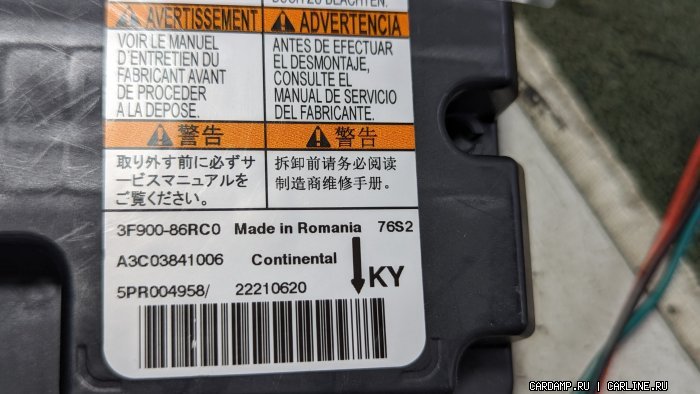 AVERTISSEMENT
VOIR LE MANUEL
D'ENTRETIEN DU
FABRICANT AVANT
DE PROCEDER
A LA DEPOSE.
ADVERTENCIA
ANTES DE EFECTUAR
EL DESMONTAJE,
CONSULTE EL
MANUAL DE SERVICIO
DEL FABRICANTE.
警告
取り外す前に必ずサ
ービスマニュアルを
ご覧ください。
警告
拆卸前请务必阅读
制造商维修手册.
3F900-86RC0 Made in Romania 76S2
A3C03841006 Continental
KY
5PR004958/ 22210620
CARDAMP.RU | CARLINE.RU